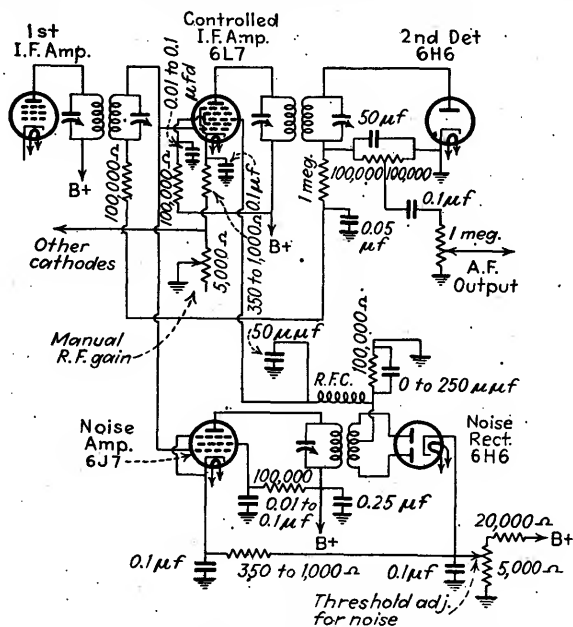 1st
I.F. Amp.
Controlled
I.F. Amp.
6L7
2nd Det
6H6
0.01 to 0.1
μfd
100,000Ω
100,000Ω
B+
Other
cathodes
5,000Ω
350 to 1,000Ω
0.1μf
B+
1 meg.
50μf
100,000
100,000
0.1μf
0.05
μf
1 meg.
A.F.
Output
Manual
R.F. gain
50μμf
R.F.C.
100,000Ω
0 to 250μμf
Noise
Amp.
6J7
Noise
Rect.
6H6
100,000
0.01 to
0.1μf
0.25μf
B+
20,000Ω
B+
0.1μf
350 to 1,000Ω
0.1μf
5,000Ω
Threshold adj.
for noise